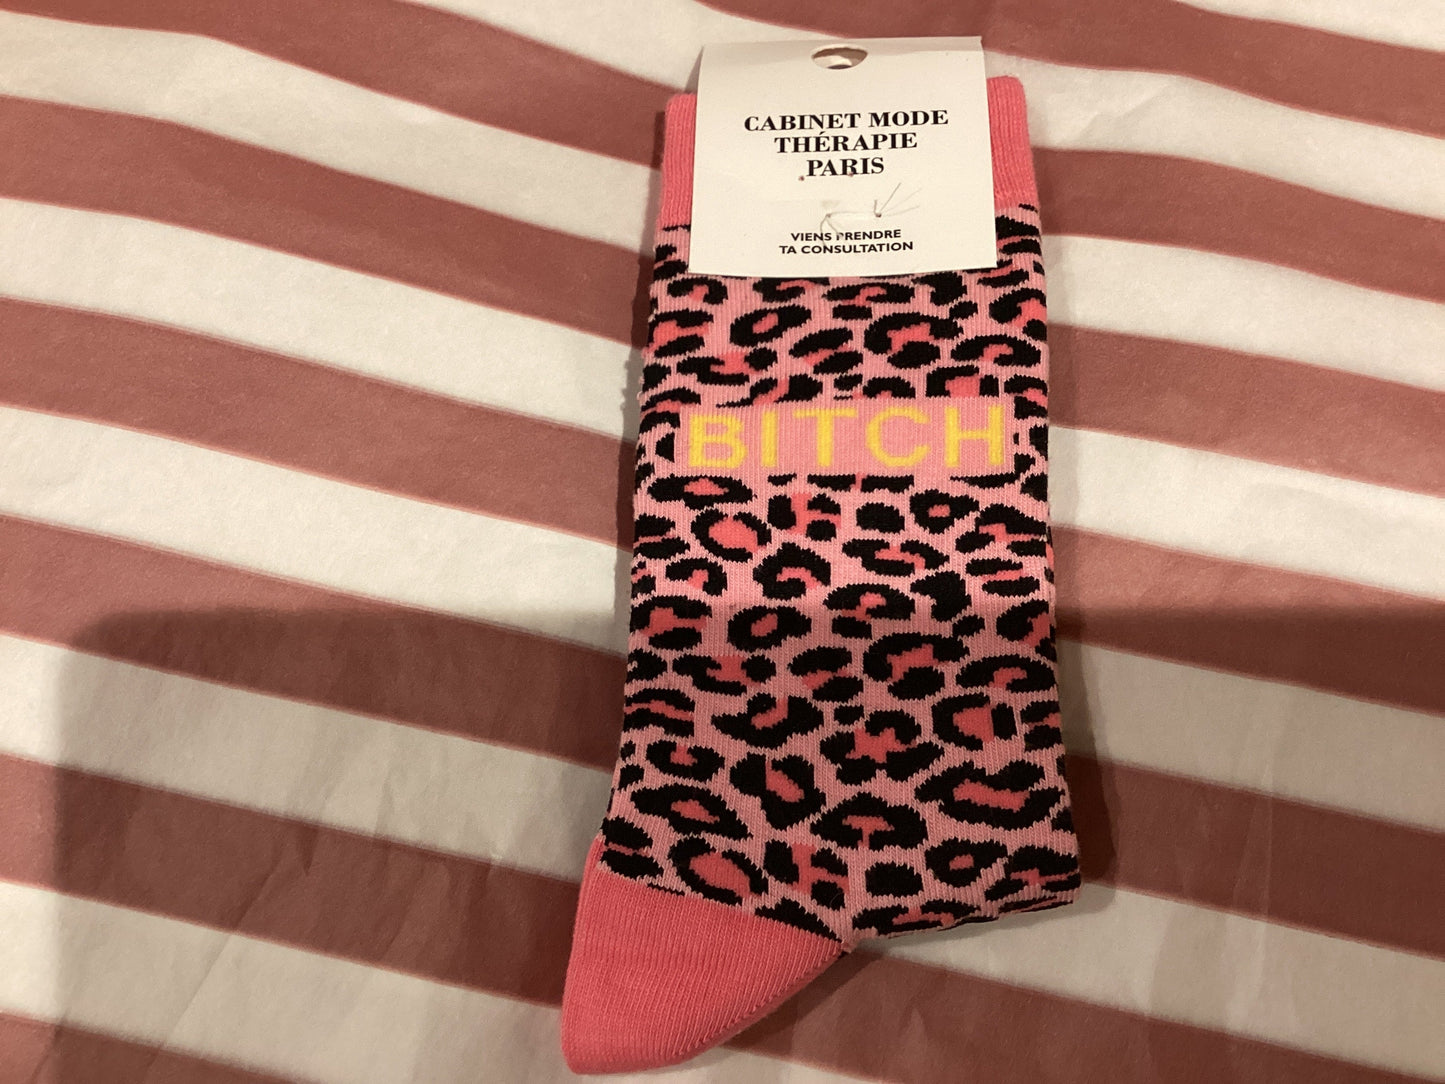 CABINET MODE
THÉRAPIE
PARIS
VIENS PRENDRE
TA CONSULTATION
BITCH